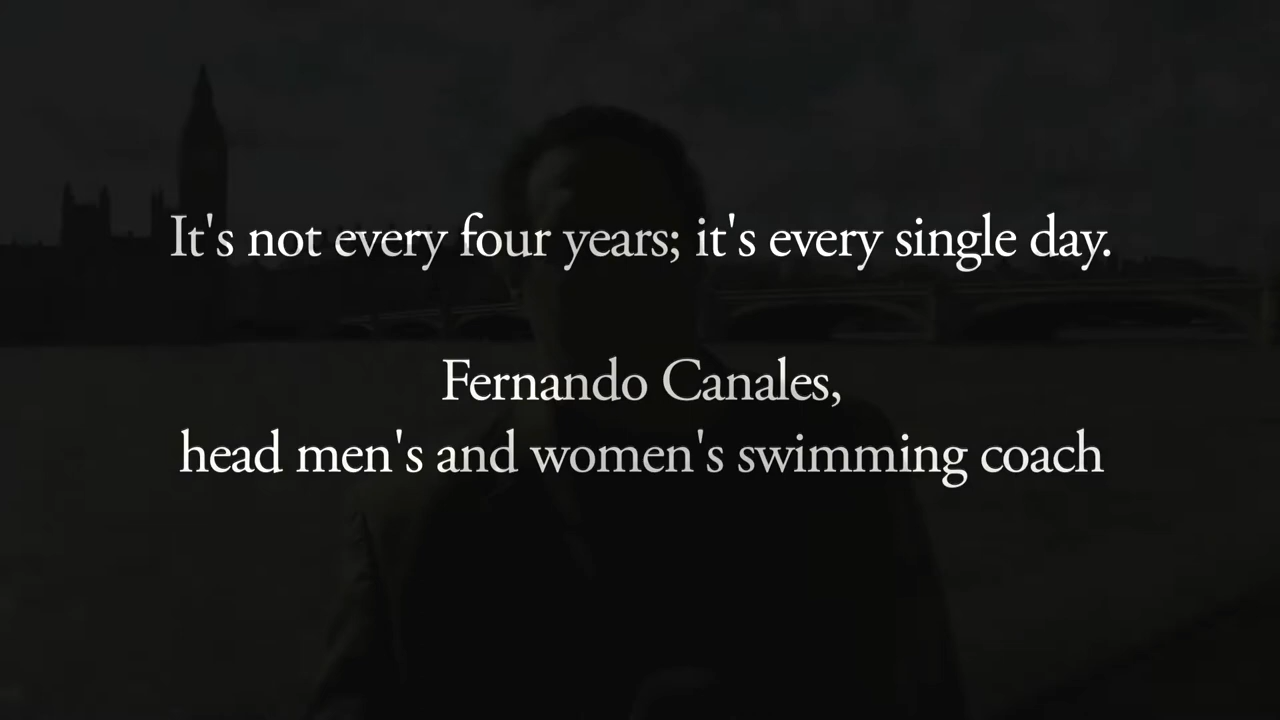 It's not every four years; it's every single day.
Fernando Canales,
head men's and women's swimming coach